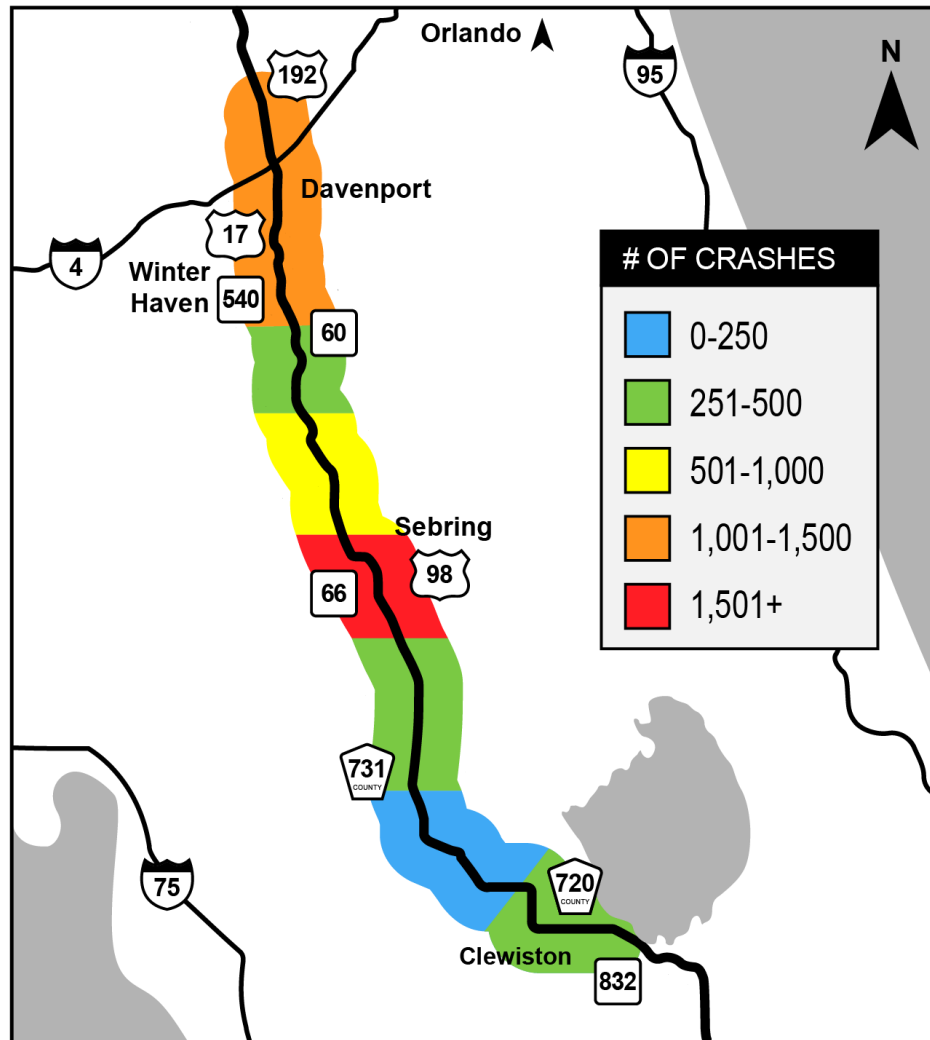 Orlando
N
192
95
Davenport
17
4
Winter
Haven
540
60
# OF CRASHES
0-250
251-500
501-1,000
1,001-1,500
1,501+
Sebring
98
66
731
COUNTY
720
COUNTY
75
Clewiston
832